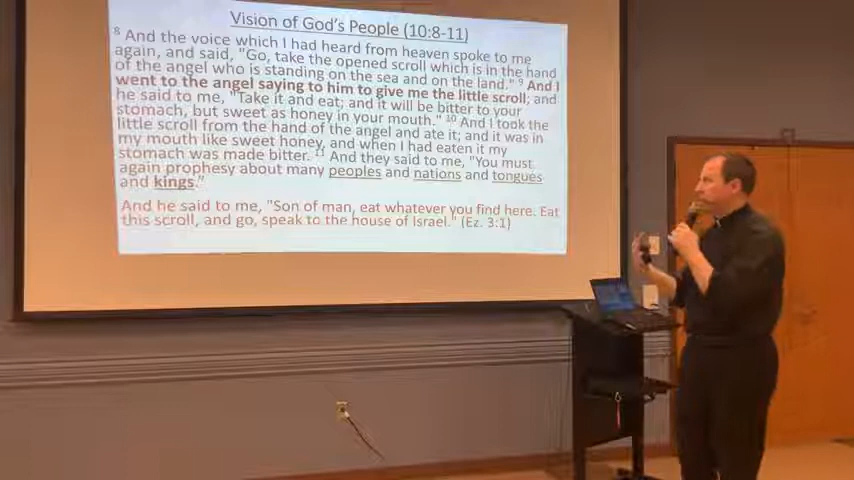 Vision of God's People (10:8-11)
8 And the voice which I had heard from heaven spoke to me
again, and said, "Go, take the opened scroll which is in the hand
of the angel who is standing on the sea and on the land." 9 And I
went to the angel saying to him to give me the little scroll; and
he said to me, "Take it and eat; and it will be bitter to your
stomach, but sweet as honey in your mouth." 10 And I took the
little scroll from the hand of the angel and ate it; and it was in
my mouth like sweet honey, and when I had eaten it my
stomach was made bitter. 11 And they said to me, "You must
again prophesy about many peoples and nations and tongues
and kings."
And he said to me, "Son of man, eat whatever you find here. Eat
this scroll, and go, speak to the house of Israel." (Ez. 3:1)